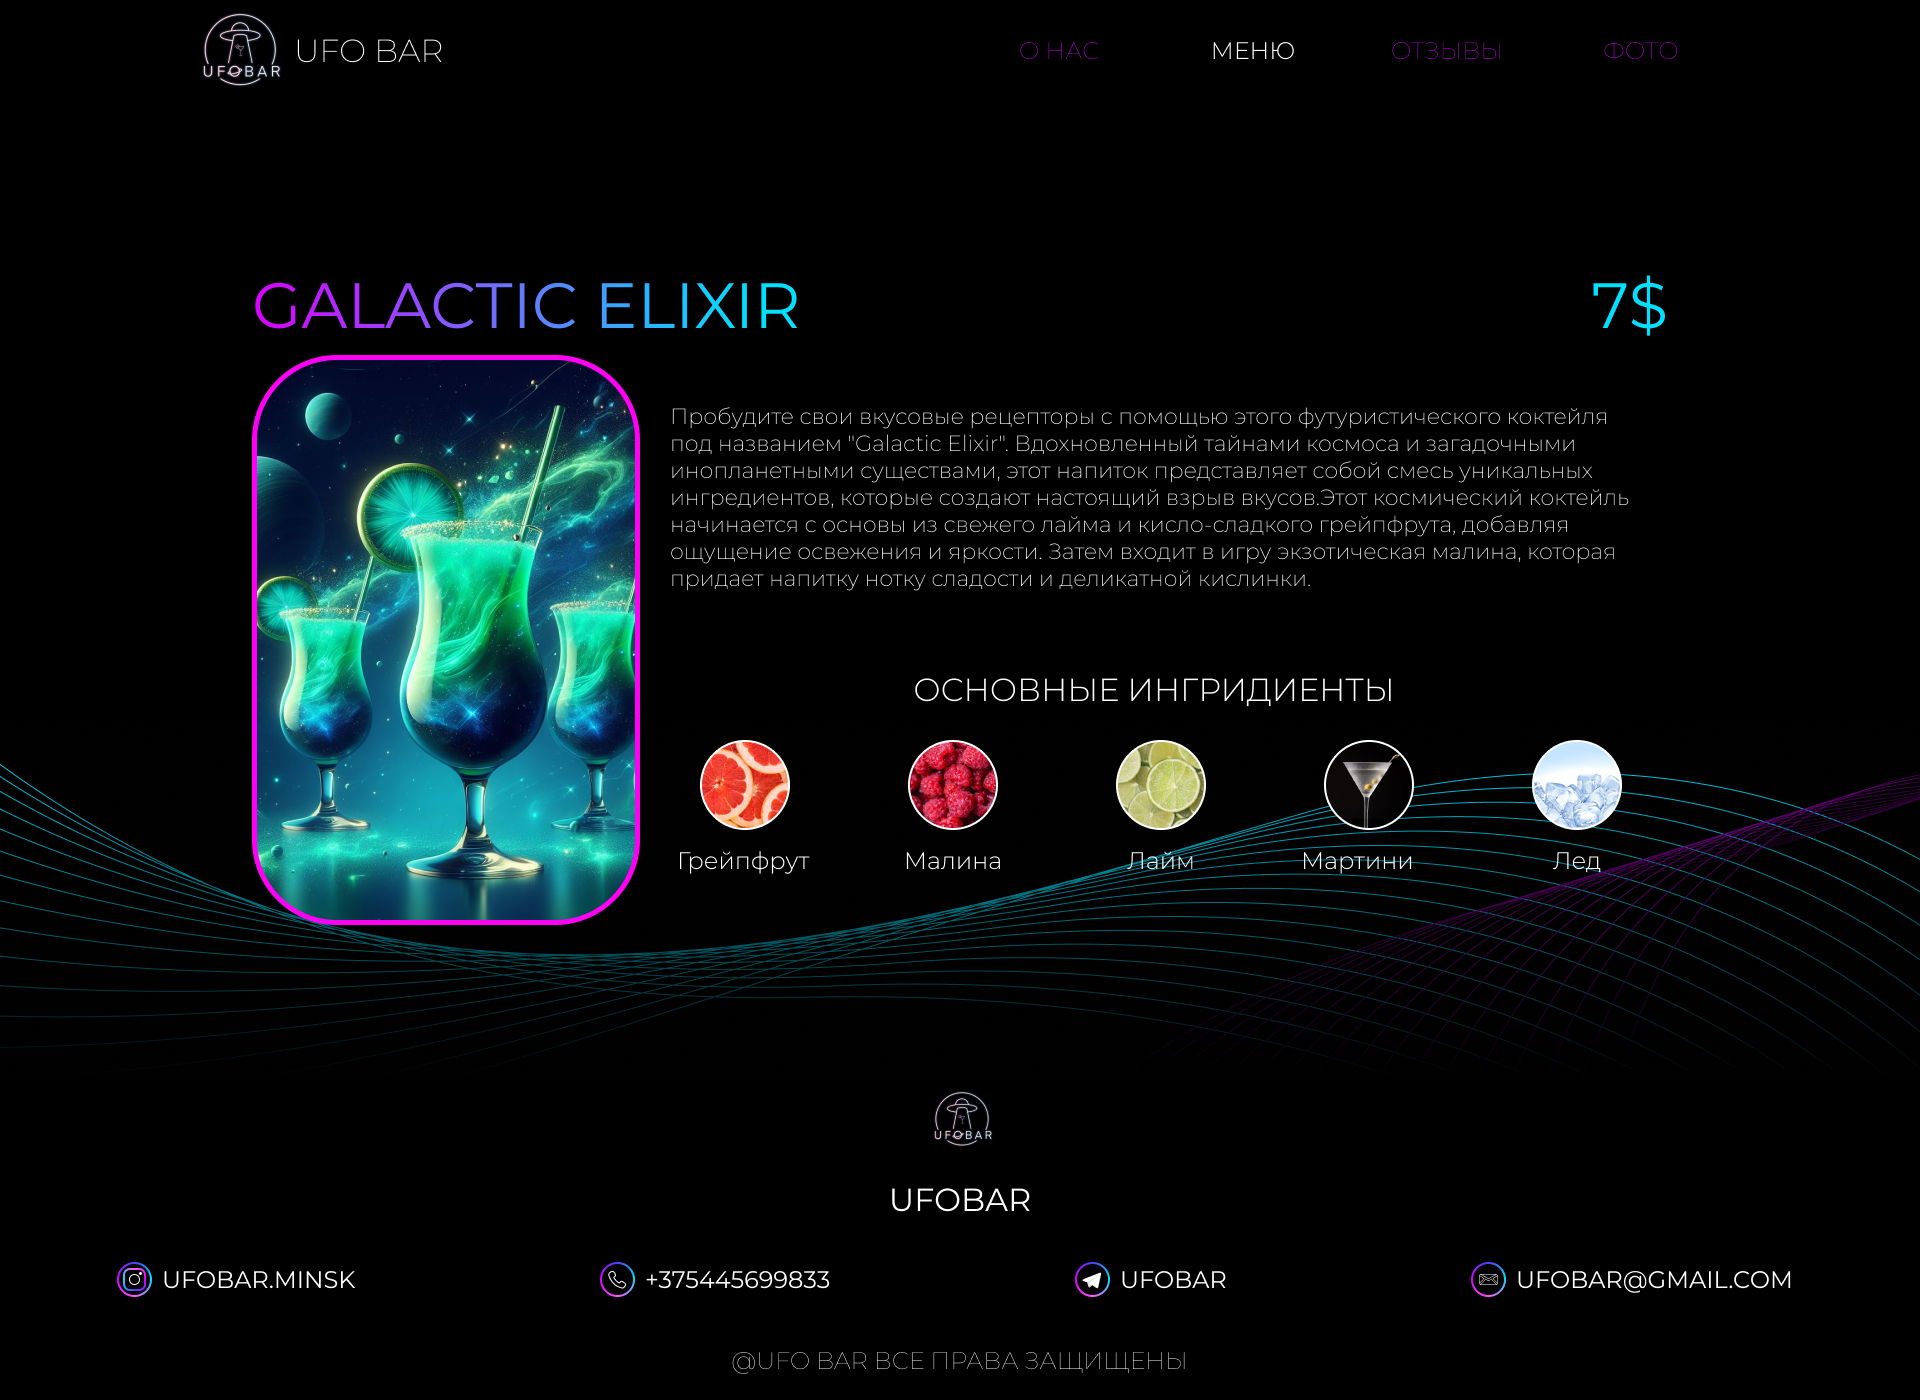 UFOBAR
UFO BAR
О НАС
МЕНЮ
ОТЗЫВЫ
ФОТО
GALACTIC ELIXIR
7$
Пробудите свои вкусовые рецепторы с помощью этого футуристического коктейля
под названием "Galactic Elixir". Вдохновленный тайнами космоса и загадочными
инопланетными существами, этот напиток представляет собой смесь уникальных
ингредиентов, которые создают настоящий взрыв вкусов.Этот космический коктейль
начинается с основы из свежего лайма и кисло-сладкого грейпфрута, добавляя
ощущение освежения и яркости. Затем входит в игру экзотическая малина, которая
придает напитку нотку сладости и деликатной кислинки.
ОСНОВНЫЕ ИНГРИДИЕНТЫ
Грейпфрут
Малина
Лайм
Мартини
Лед
UFOBAR
UFOBAR
UFOBAR.MINSK
+375445699833
UFOBAR
UFOBAR@GMAIL.COM
@UFO BAR ВСЕ ПРАВА ЗАЩИЩЕНЫ